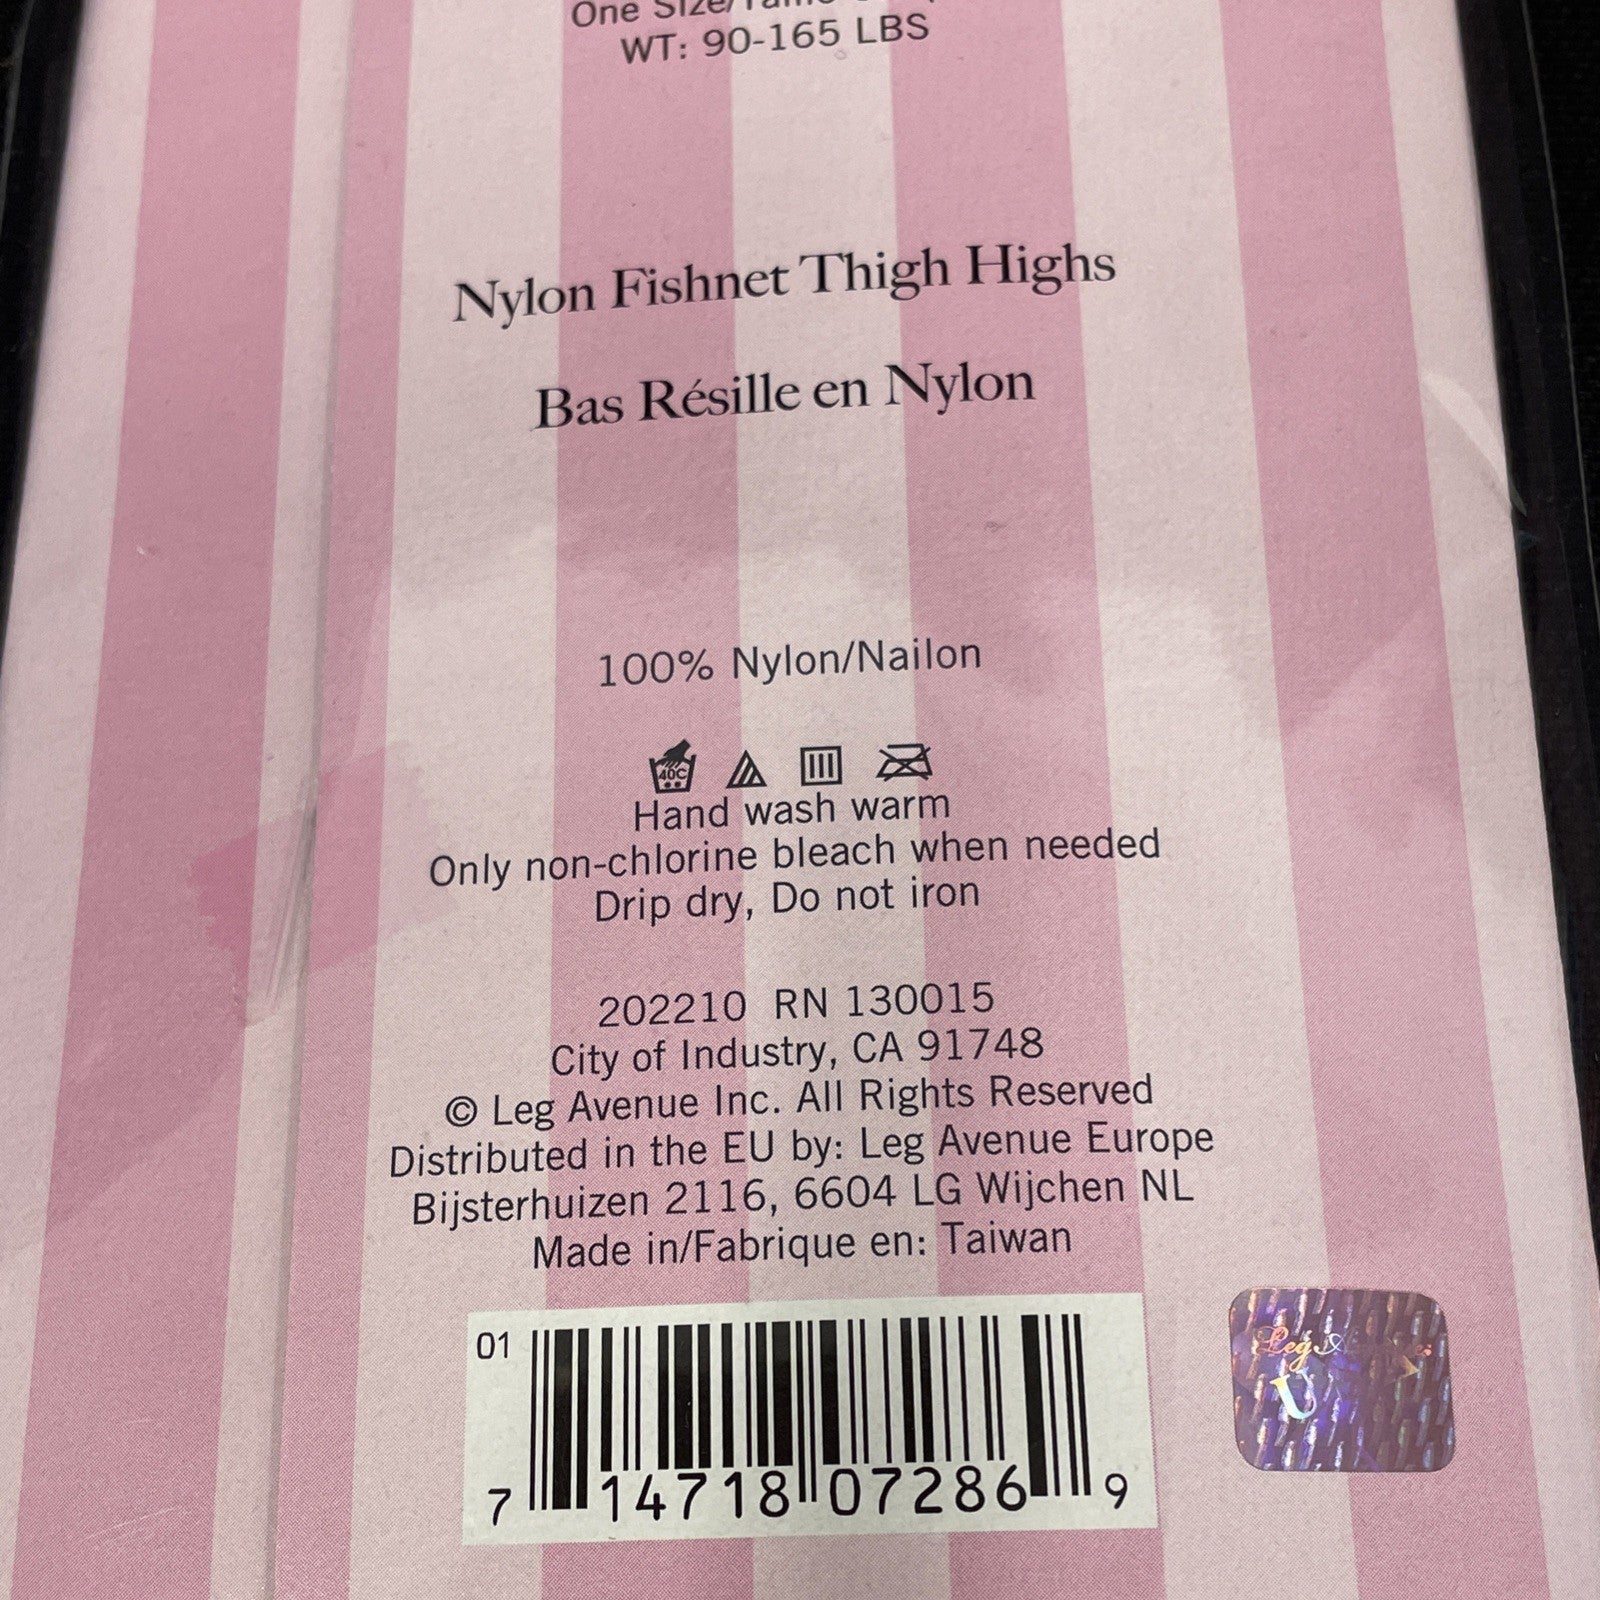 One Size/
WT: 90-165 LBS
Nylon Fishnet Thigh Highs
Bas Résille en Nylon
100% Nylon/Nailon
40C
Hand wash warm
Only non-chlorine bleach when needed
Drip dry, Do not iron
202210 RN 130015
City of Industry, CA 91748
© Leg Avenue Inc. All Rights Reserved
Distributed in the EU by: Leg Avenue Europe
Bijsterhuizen 2116, 6604 LG Wijchen NL
Made in/Fabrique en: Taiwan
01
7 14718 07286 9
Leg